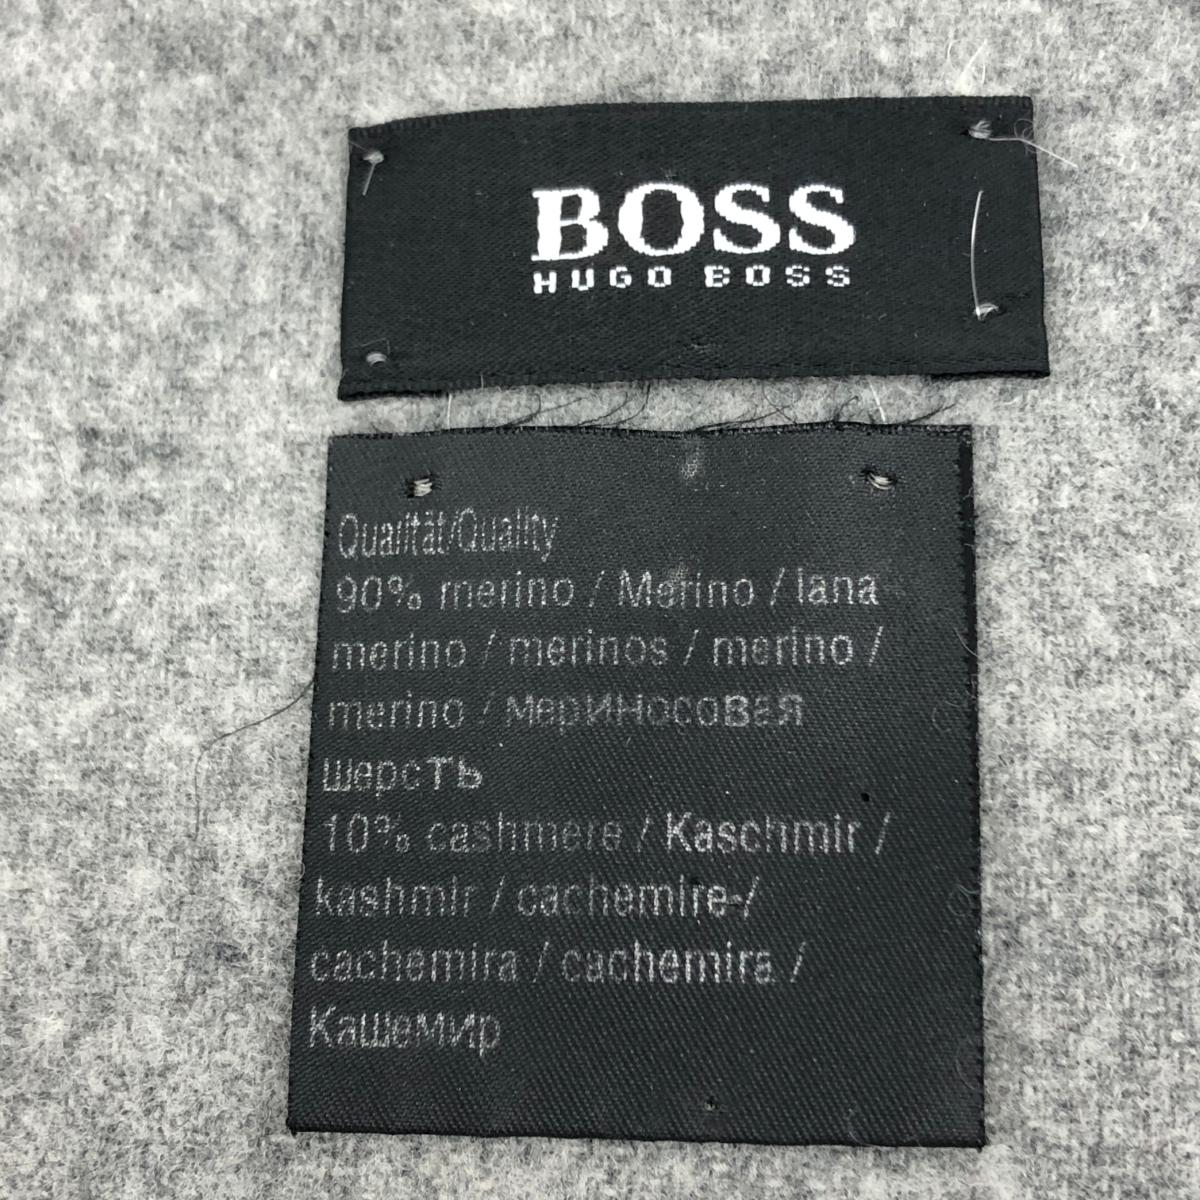 BOSS
HUGO BOSS
Qualität/Quality
90% merino / Merino / lana
merino / merinos / merino /
merino / мериносовая
шерсть
10% cashmere / Kaschmir /
kashmir / cachemire-/
cachemira / cachemira /
Кашемир